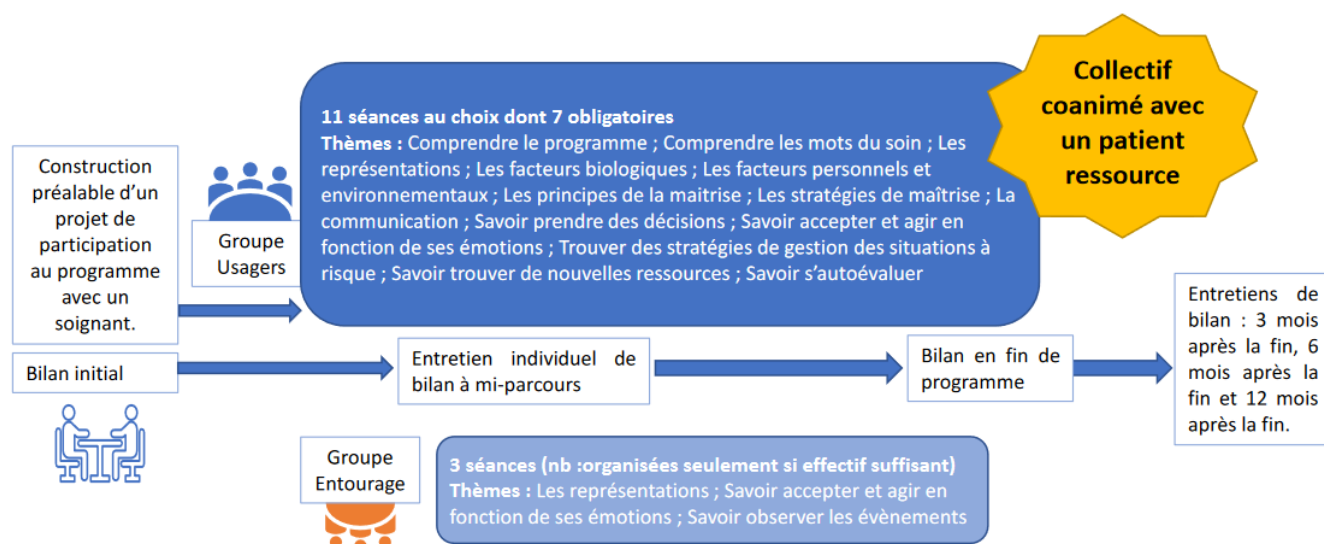 Collectif
coanimé avec
un patient
ressource
11 séances au choix dont 7 obligatoires
Thèmes : Comprendre le programme ; Comprendre les mots du soin ; Les
représentations ; Les facteurs biologiques ; Les facteurs personnels et
environnementaux ; Les principes de la maitrise ; Les stratégies de maîtrise ; La
communication ; Savoir prendre des décisions ; Savoir accepter et agir en
fonction de ses émotions ; Trouver des stratégies de gestion des situations à
risque ; Savoir trouver de nouvelles ressources ; Savoir s’autoévaluer
Construction
préalable d’un
projet de
participation
au programme
avec un
soignant.
Groupe
Usagers
Bilan initial
Entretien individuel de
bilan à mi-parcours
Bilan en fin de
programme
Entretiens de
bilan : 3 mois
après la fin, 6
mois après la
fin et 12 mois
après la fin.
Groupe
Entourage
3 séances (nb :organisées seulement si effectif suffisant)
Thèmes : Les représentations ; Savoir accepter et agir en
fonction de ses émotions ; Savoir observer les évènements